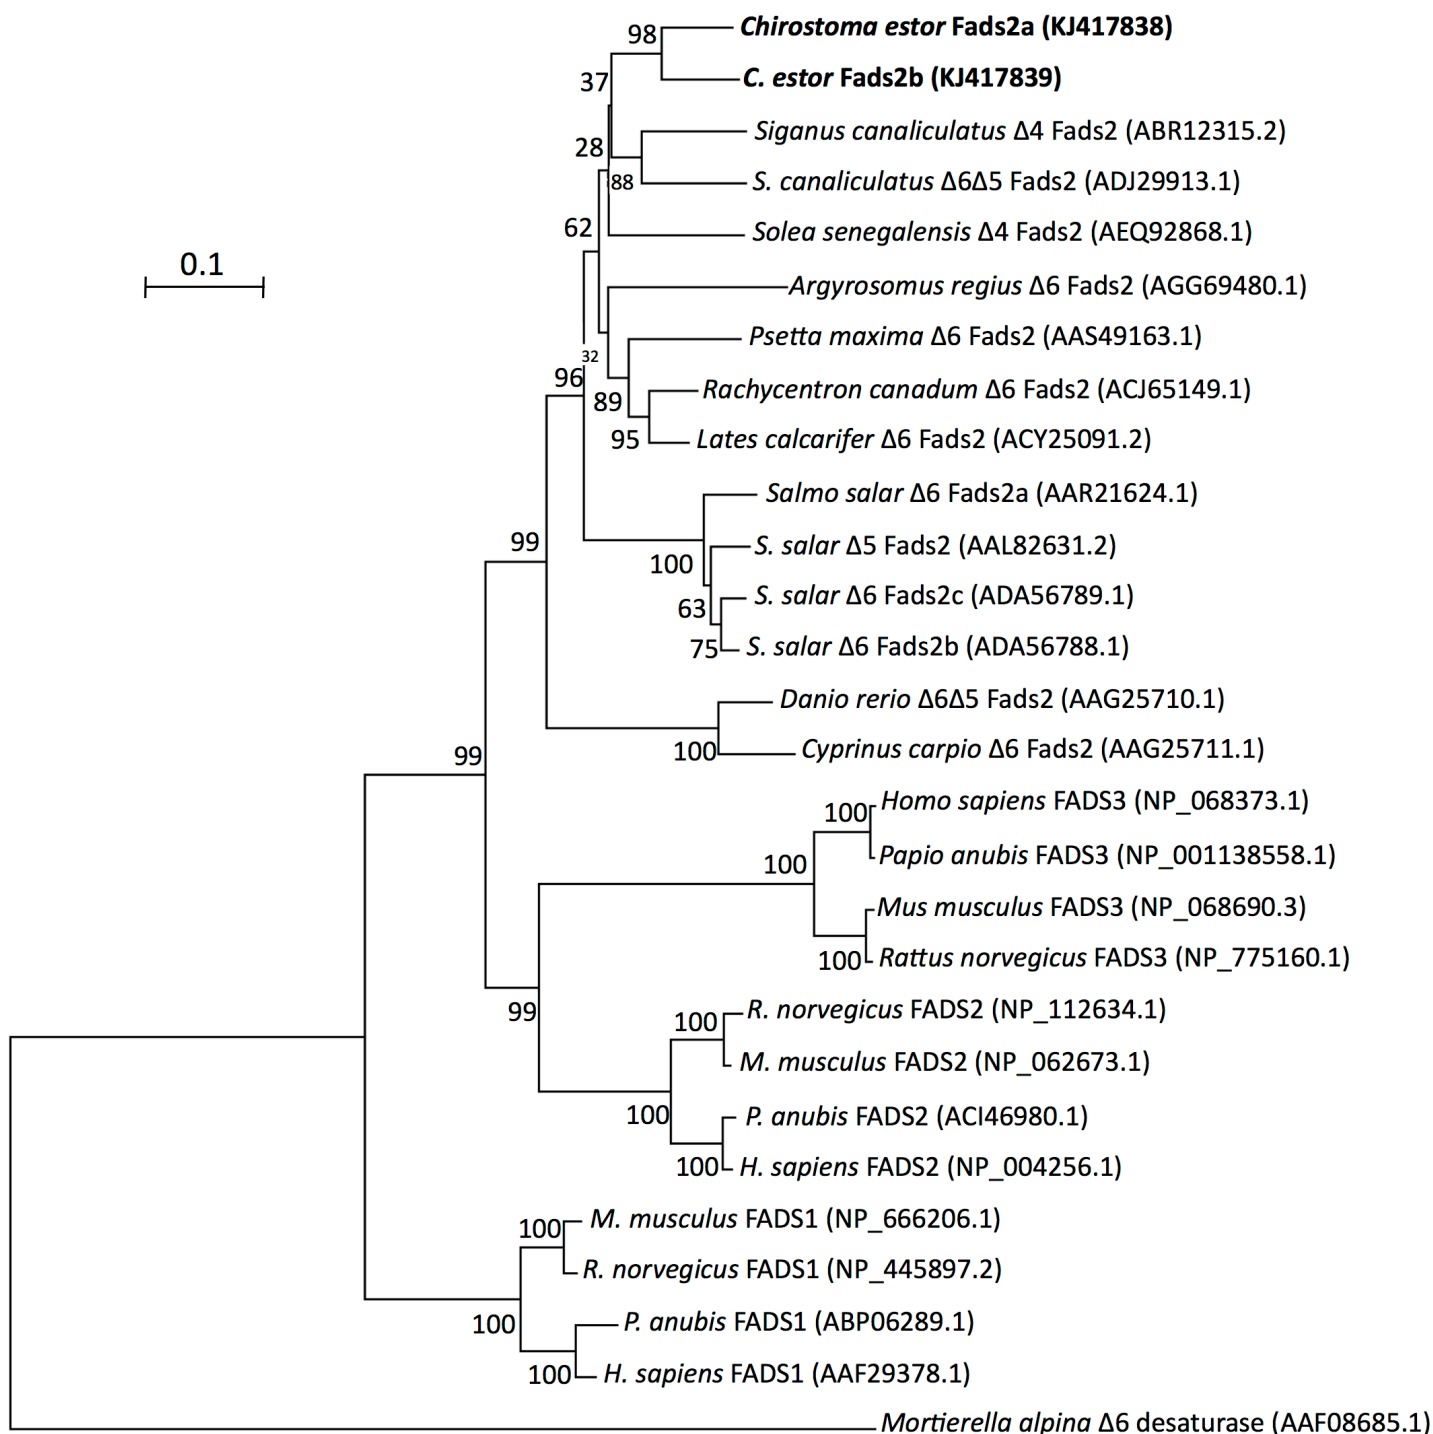 98 Chirostoma estor Fads2a (KJ417838)
37 C. estor Fads2b (KJ417839)
Siganus canaliculatus Δ4 Fads2 (ABR12315.2)
28
88 S. canaliculatus Δ6Δ5 Fads2 (ADJ29913.1)
62 Solea senegalensis Δ4 Fads2 (AEQ92868.1)
0.1
Argyrosomus regius Δ6 Fads2 (AGG69480.1)
Psetta maxima Δ6 Fads2 (AAS49163.1)
32
96
Rachycentron canadum Δ6 Fads2 (ACJ65149.1)
89
95 Lates calcarifer Δ6 Fads2 (ACY25091.2)
Salmo salar Δ6 Fads2a (AAR21624.1)
99 S. salar Δ5 Fads2 (AAL82631.2)
100
S. salar Δ6 Fads2c (ADA56789.1)
63
75 S. salar Δ6 Fads2b (ADA56788.1)
Danio rerio Δ6Δ5 Fads2 (AAG25710.1)
99 100 Cyprinus carpio Δ6 Fads2 (AAG25711.1)
Homo sapiens FADS3 (NP_068373.1)
100
Papio anubis FADS3 (NP_001138558.1)
100
Mus musculus FADS3 (NP_068690.3)
100 Rattus norvegicus FADS3 (NP_775160.1)
99 R. norvegicus FADS2 (NP_112634.1)
100
M. musculus FADS2 (NP_062673.1)
100 P. anubis FADS2 (ACI46980.1)
100 H. sapiens FADS2 (NP_004256.1)
M. musculus FADS1 (NP_666206.1)
100
R. norvegicus FADS1 (NP_445897.2)
100 P. anubis FADS1 (ABP06289.1)
100 H. sapiens FADS1 (AAF29378.1)
Mortierella alpina Δ6 desaturase (AAF08685.1)